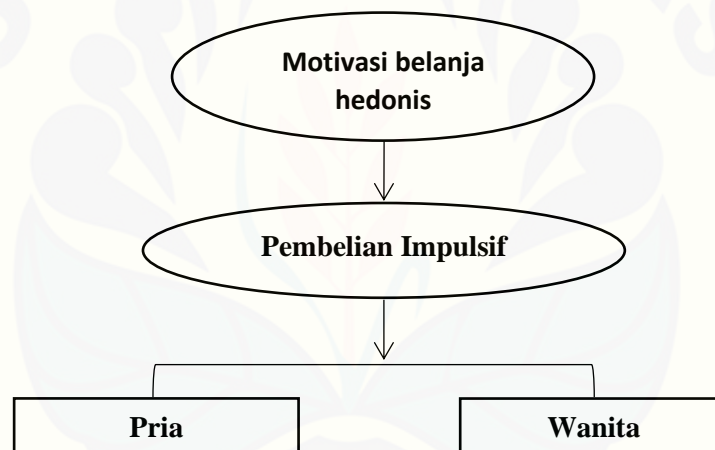 Motivasi belanja
hedonis
Pembelian Impulsif
Pria
Wanita